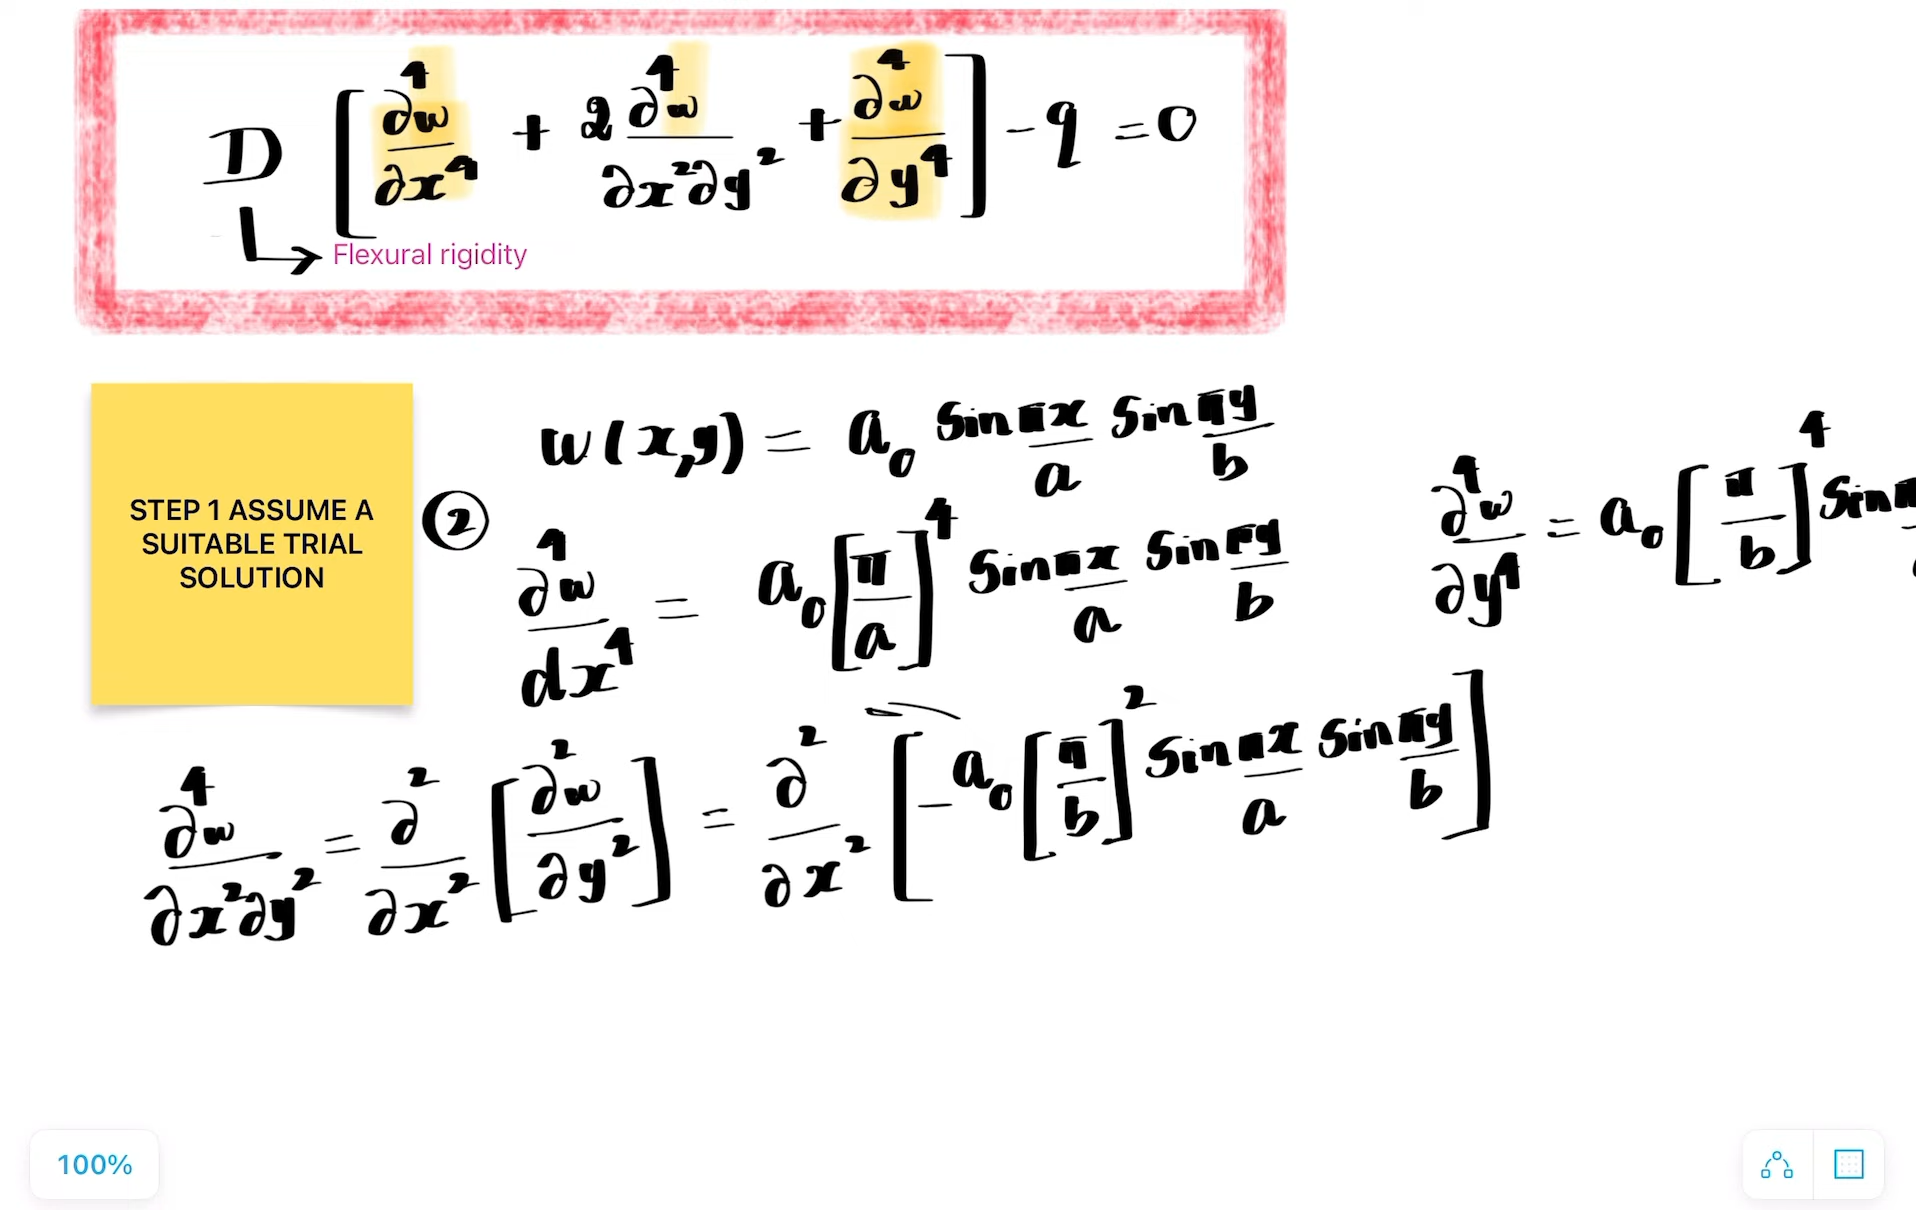 D [∂⁴w/∂x⁴ + 2 ∂⁴w/∂x²∂y² + ∂⁴w/∂y⁴] - q = 0
Flexural rigidity
STEP 1 ASSUME A
SUITABLE TRIAL
SOLUTION
w(x,y) = a₀ Sin πx/a Sin πy/b
② ∂⁴w/dx⁴ = a₀ [π/a]⁴ Sin πx/a Sin πy/b
∂⁴w/∂y⁴ = a₀ [π/b]⁴ Sin
∂⁴w/∂x²∂y² = ∂²/∂x² [∂²w/∂y²] = ∂²/∂x² [-a₀ [π/b]² Sin πx/a Sin πy/b]
100%